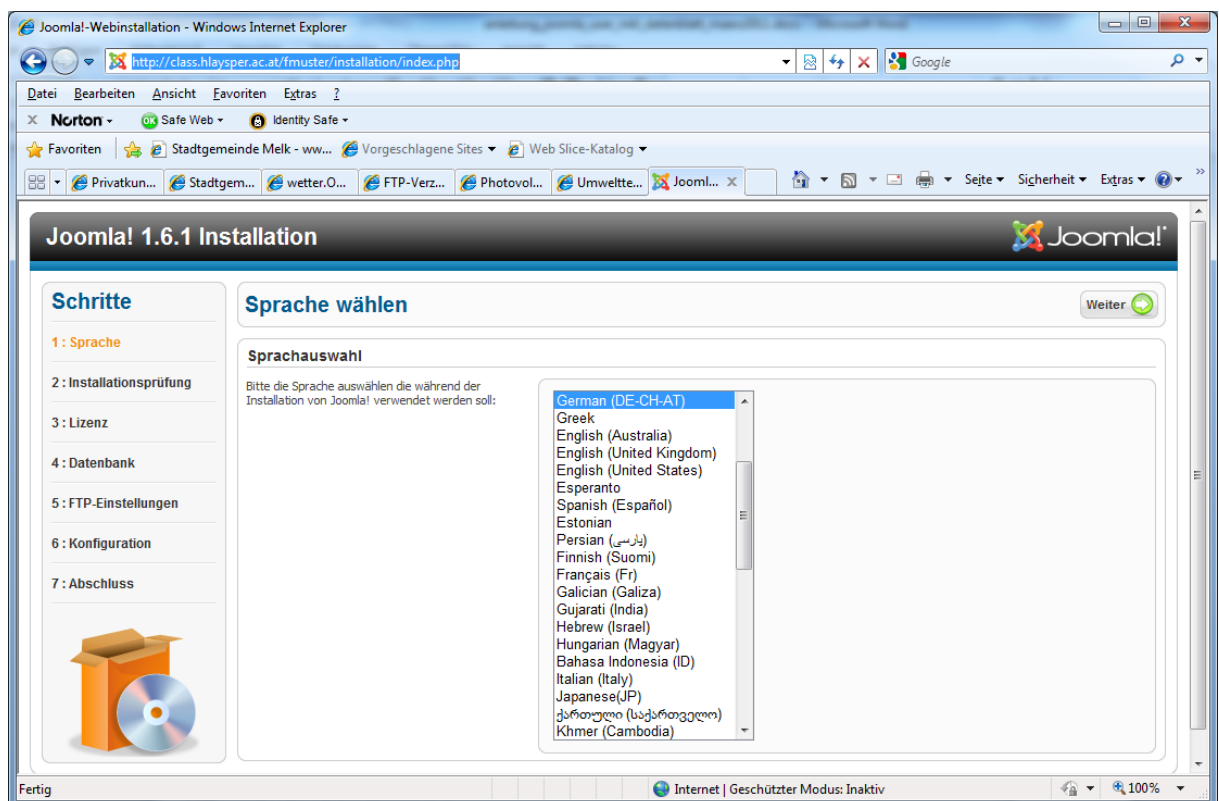 Joomla!-Webinstallation - Windows Internet Explorer
http://class.hlaysper.ac.at/fmuster/installation/index.php
Google
Datei Bearbeiten Ansicht Favoriten Extras ?
x Norton - OK Safe Web Identity Safe
Favoriten Stadtgemeinde Melk - ww... Vorgeschlagene Sites Web Slice-Katalog
Privatkun... Stadtgem... wetter.O... FTP-Verz... Photovol... Umweltte... Jooml... x Seite Sicherheit Extras
Joomla! 1.6.1 Installation
Joomla!
Schritte
1 : Sprache
2 : Installationsprüfung
3 : Lizenz
4 : Datenbank
5 : FTP-Einstellungen
6 : Konfiguration
7 : Abschluss
Sprache wählen
Weiter
Sprachauswahl
Bitte die Sprache auswählen die während der
Installation von Joomla! verwendet werden soll:
German (DE-CH-AT)
Greek
English (Australia)
English (United Kingdom)
English (United States)
Esperanto
Spanish (Español)
Estonian
Persian (پارسی)
Finnish (Suomi)
Français (Fr)
Galician (Galiza)
Gujarati (India)
Hebrew (Israel)
Hungarian (Magyar)
Bahasa Indonesia (ID)
Italian (Italy)
Japanese(JP)
ქართული (საქართველო)
Khmer (Cambodia)
Fertig
Internet | Geschützter Modus: Inaktiv
100%